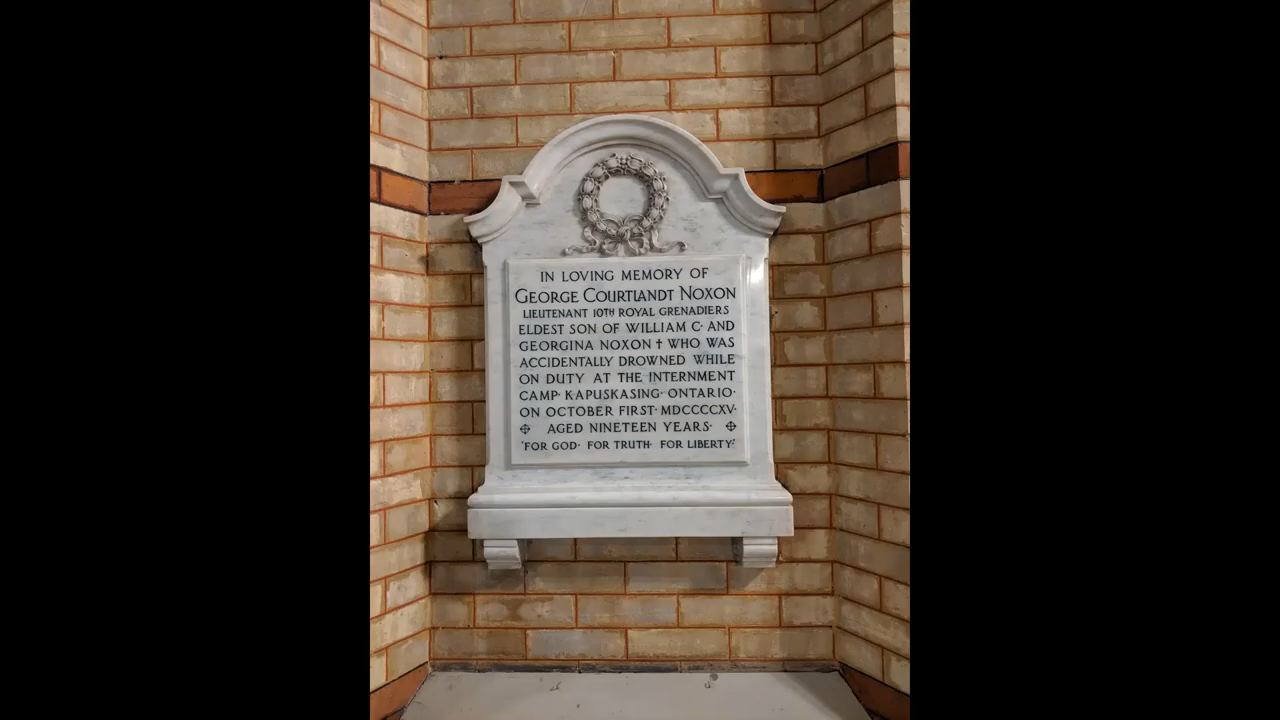 IN LOVING MEMORY OF
GEORGE COURTLANDT NOXON
LIEUTENANT 10TH ROYAL GRENADIERS
ELDEST SON OF WILLIAM C· AND
GEORGINA NOXON † WHO WAS
ACCIDENTALLY DROWNED WHILE
ON DUTY AT THE INTERNMENT
CAMP· KAPUSKASING· ONTARIO·
ON OCTOBER FIRST· MDCCCCXV·
AGED NINETEEN YEARS·
"FOR GOD· FOR TRUTH· FOR LIBERTY·"